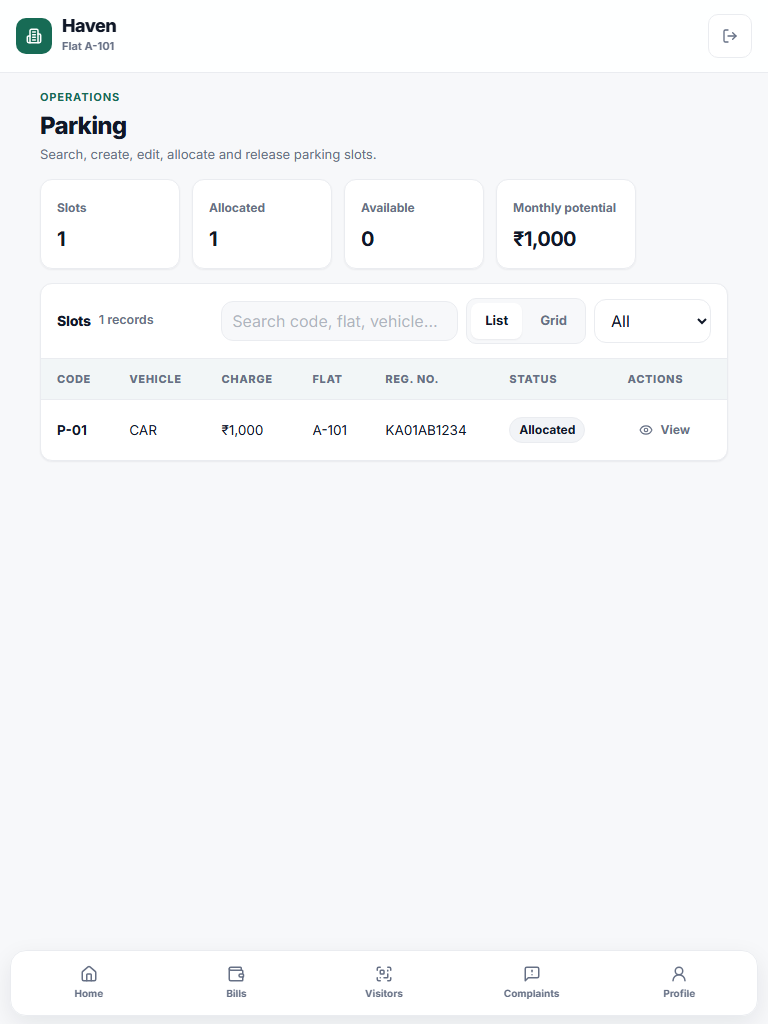 Haven
Flat A-101
OPERATIONS
Parking
Search, create, edit, allocate and release parking slots.
Slots
1
Allocated
1
Available
0
Monthly potential
₹1,000
Slots 1 records
Search code, flat, vehicle...
List Grid
All
CODE VEHICLE CHARGE FLAT REG. NO. STATUS ACTIONS
P-01 CAR ₹1,000 A-101 KA01AB1234 Allocated View
Home Bills Visitors Complaints Profile